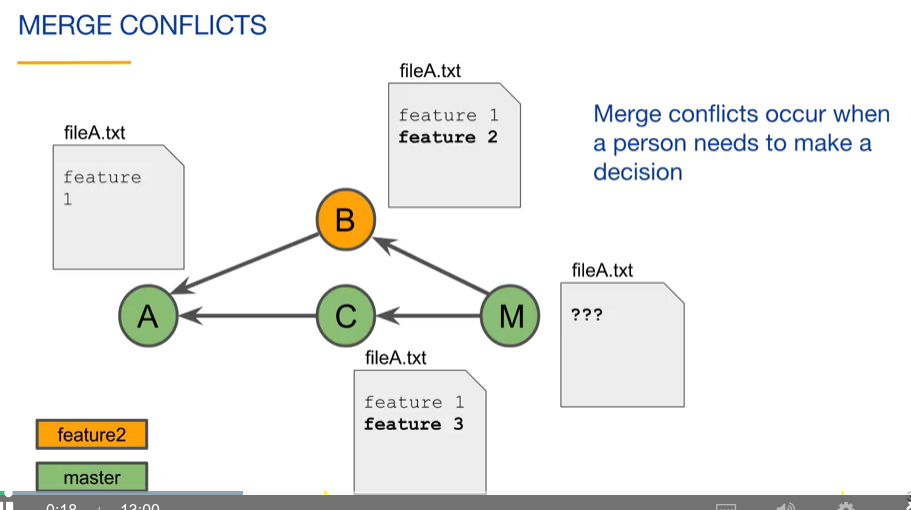 MERGE CONFLICTS
fileA.txt
feature 1
feature 2
Merge conflicts occur when
a person needs to make a
decision
fileA.txt
feature
1
B
fileA.txt
???
A
C
M
fileA.txt
feature 1
feature 3
feature2
master
0:18 / 13:00